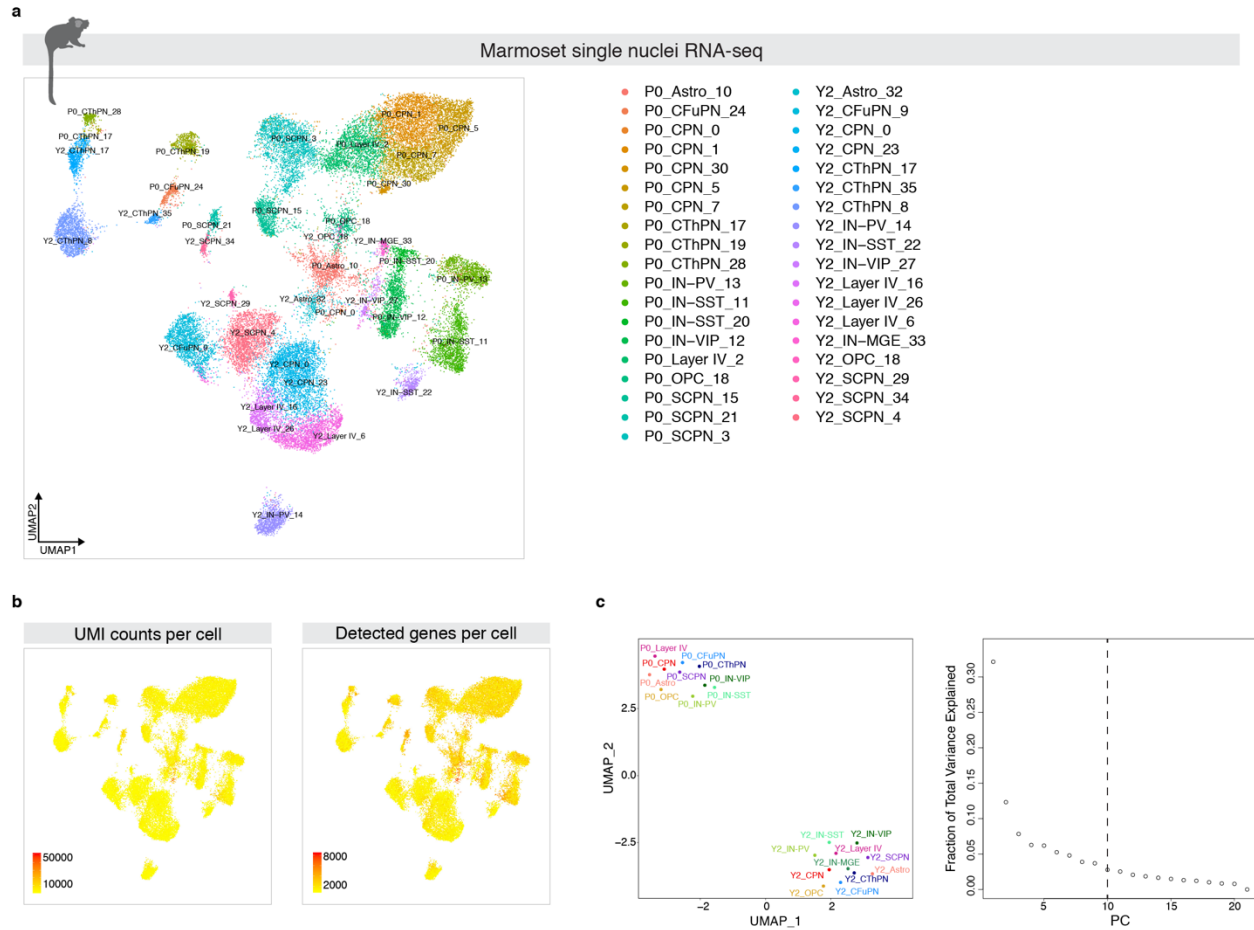 a
Marmoset single nuclei RNA-seq
P0_CThPN_28
P0_CThPN_17
Y2_CThPN_17
P0_CThPN_19
P0_CFuPN_24
Y2_CThPN_35
P0_SCPN_21
Y2_SCPN_34
Y2_CThPN_8
P0_SCPN_3
P0_Layer IV_2
P0_CPN_1
P0_CPN_5
P0_CPN_7
P0_CPN_30
P0_SCPN_15
P0_OPC_18
Y2_OPC_18
Y2_IN-MGE_33
P0_IN-SST_20
P0_Astro_10
P0_IN-PV_13
Y2_SCPN_29
Y2_Astro_32
Y2_IN-VIP_27
P0_CPN_0
P0_IN-VIP_12
Y2_SCPN_4
Y2_CFuPN_9
P0_IN-SST_11
Y2_CPN_0
Y2_CPN_23
Y2_IN-SST_22
Y2_Layer IV_16
Y2_Layer IV_26
Y2_Layer IV_6
Y2_IN-PV_14
UMAP2
UMAP1
P0_Astro_10
P0_CFuPN_24
P0_CPN_0
P0_CPN_1
P0_CPN_30
P0_CPN_5
P0_CPN_7
P0_CThPN_17
P0_CThPN_19
P0_CThPN_28
P0_IN−PV_13
P0_IN−SST_11
P0_IN−SST_20
P0_IN−VIP_12
P0_Layer IV_2
P0_OPC_18
P0_SCPN_15
P0_SCPN_21
P0_SCPN_3
Y2_Astro_32
Y2_CFuPN_9
Y2_CPN_0
Y2_CPN_23
Y2_CThPN_17
Y2_CThPN_35
Y2_CThPN_8
Y2_IN-PV_14
Y2_IN-SST_22
Y2_IN-VIP_27
Y2_Layer IV_16
Y2_Layer IV_26
Y2_Layer IV_6
Y2_IN-MGE_33
Y2_OPC_18
Y2_SCPN_29
Y2_SCPN_34
Y2_SCPN_4
b
UMI counts per cell
50000
10000
Detected genes per cell
8000
2000
c
P0_Layer IV
P0_CFuPN
P0_CPN
P0_CThPN
P0_SCPN
P0_Astro
P0_IN-VIP
P0_OPC
P0_IN-SST
P0_IN-PV
Y2_IN-SST
Y2_IN-VIP
Y2_IN-PV
Y2_Layer IV
Y2_SCPN
Y2_IN-MGE
Y2_CPN
Y2_CThPN
Y2_Astro
Y2_OPC
Y2_CFuPN
2.5
0.0
−2.5
UMAP_2
−2
0
2
UMAP_1
Fraction of Total Variance Explained
0.30
0.25
0.20
0.15
0.10
0.05
0.00
5
10
15
20
PC